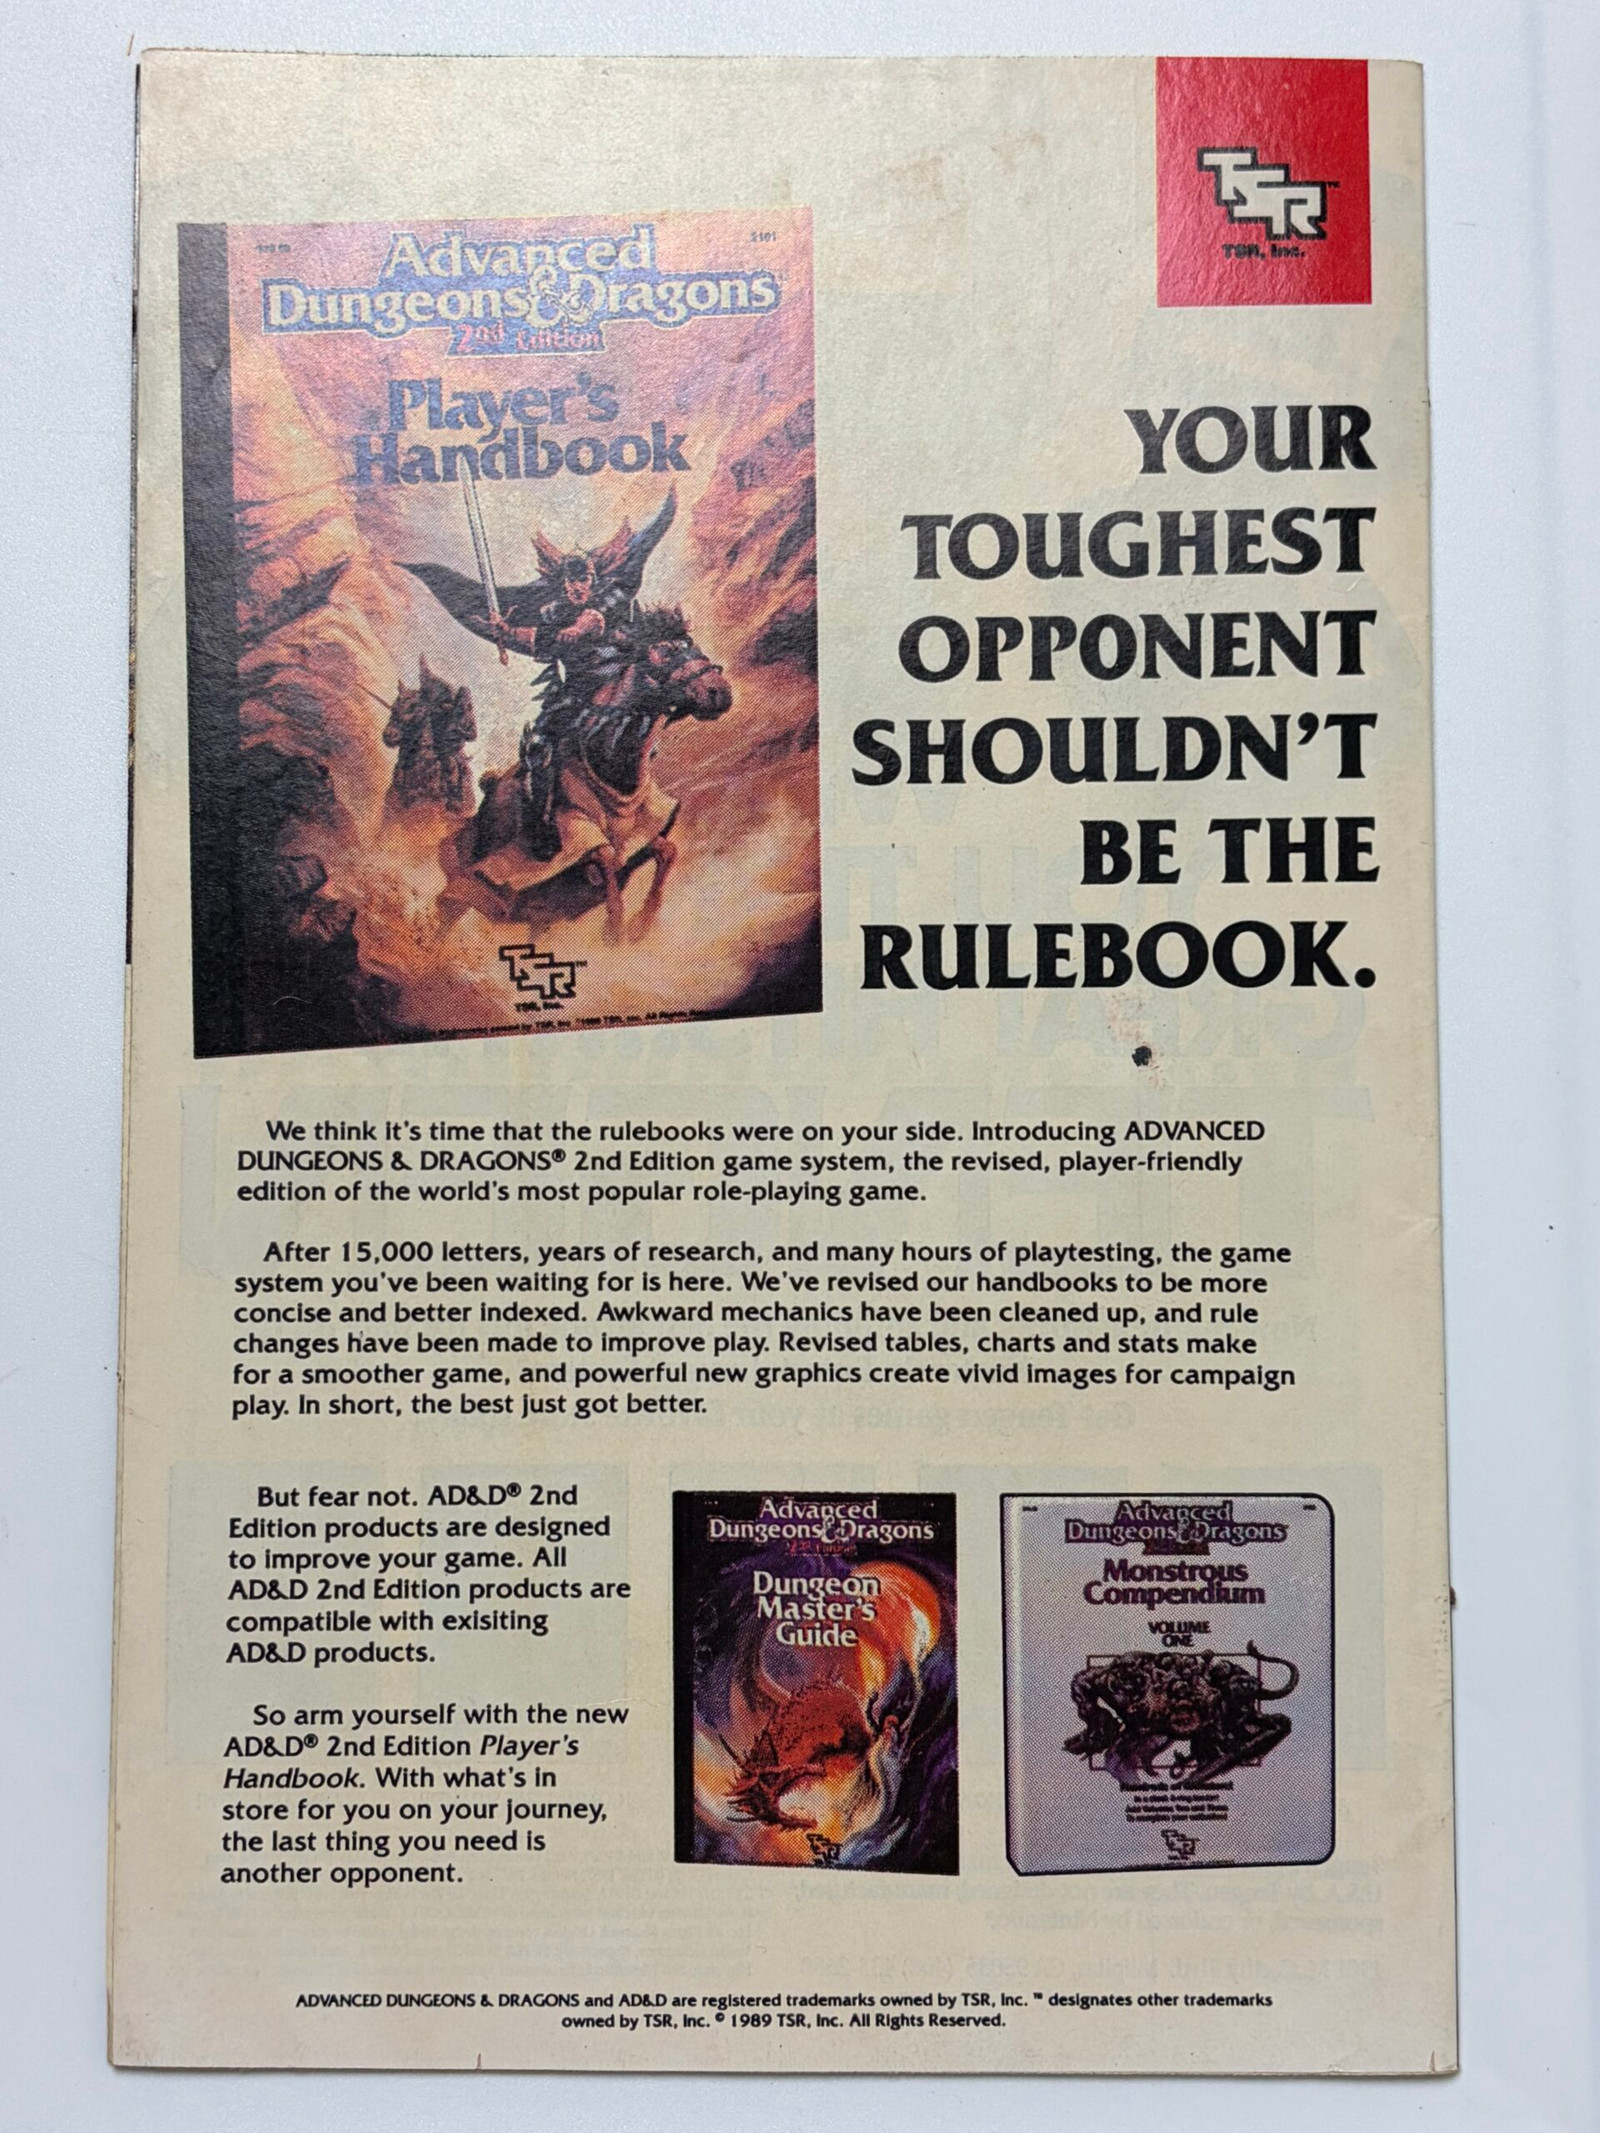 TSR
TM
TSR, Inc.
2101
Advanced
Dungeons & Dragons
2nd Edition
Player's
Handbook
TSR
TM
TSR, Inc.
YOUR
TOUGHEST
OPPONENT
SHOULDN'T
BE THE
RULEBOOK.
We think it's time that the rulebooks were on your side. Introducing ADVANCED
DUNGEONS & DRAGONS® 2nd Edition game system, the revised, player-friendly
edition of the world's most popular role-playing game.
After 15,000 letters, years of research, and many hours of playtesting, the game
system you've been waiting for is here. We've revised our handbooks to be more
concise and better indexed. Awkward mechanics have been cleaned up, and rule
changes have been made to improve play. Revised tables, charts and stats make
for a smoother game, and powerful new graphics create vivid images for campaign
play. In short, the best just got better.
But fear not. AD&D® 2nd
Edition products are designed
to improve your game. All
AD&D 2nd Edition products are
compatible with exisiting
AD&D products.
So arm yourself with the new
AD&D® 2nd Edition Player's
Handbook. With what's in
store for you on your journey,
the last thing you need is
another opponent.
Advanced
Dungeons & Dragons
2nd Edition
Dungeon
Master's
Guide
TSR
Advanced
Dungeons & Dragons
Monstrous
Compendium
VOLUME
ONE
TSR
ADVANCED DUNGEONS & DRAGONS and AD&D are registered trademarks owned by TSR, Inc. ™ designates other trademarks
owned by TSR, Inc. © 1989 TSR, Inc. All Rights Reserved.